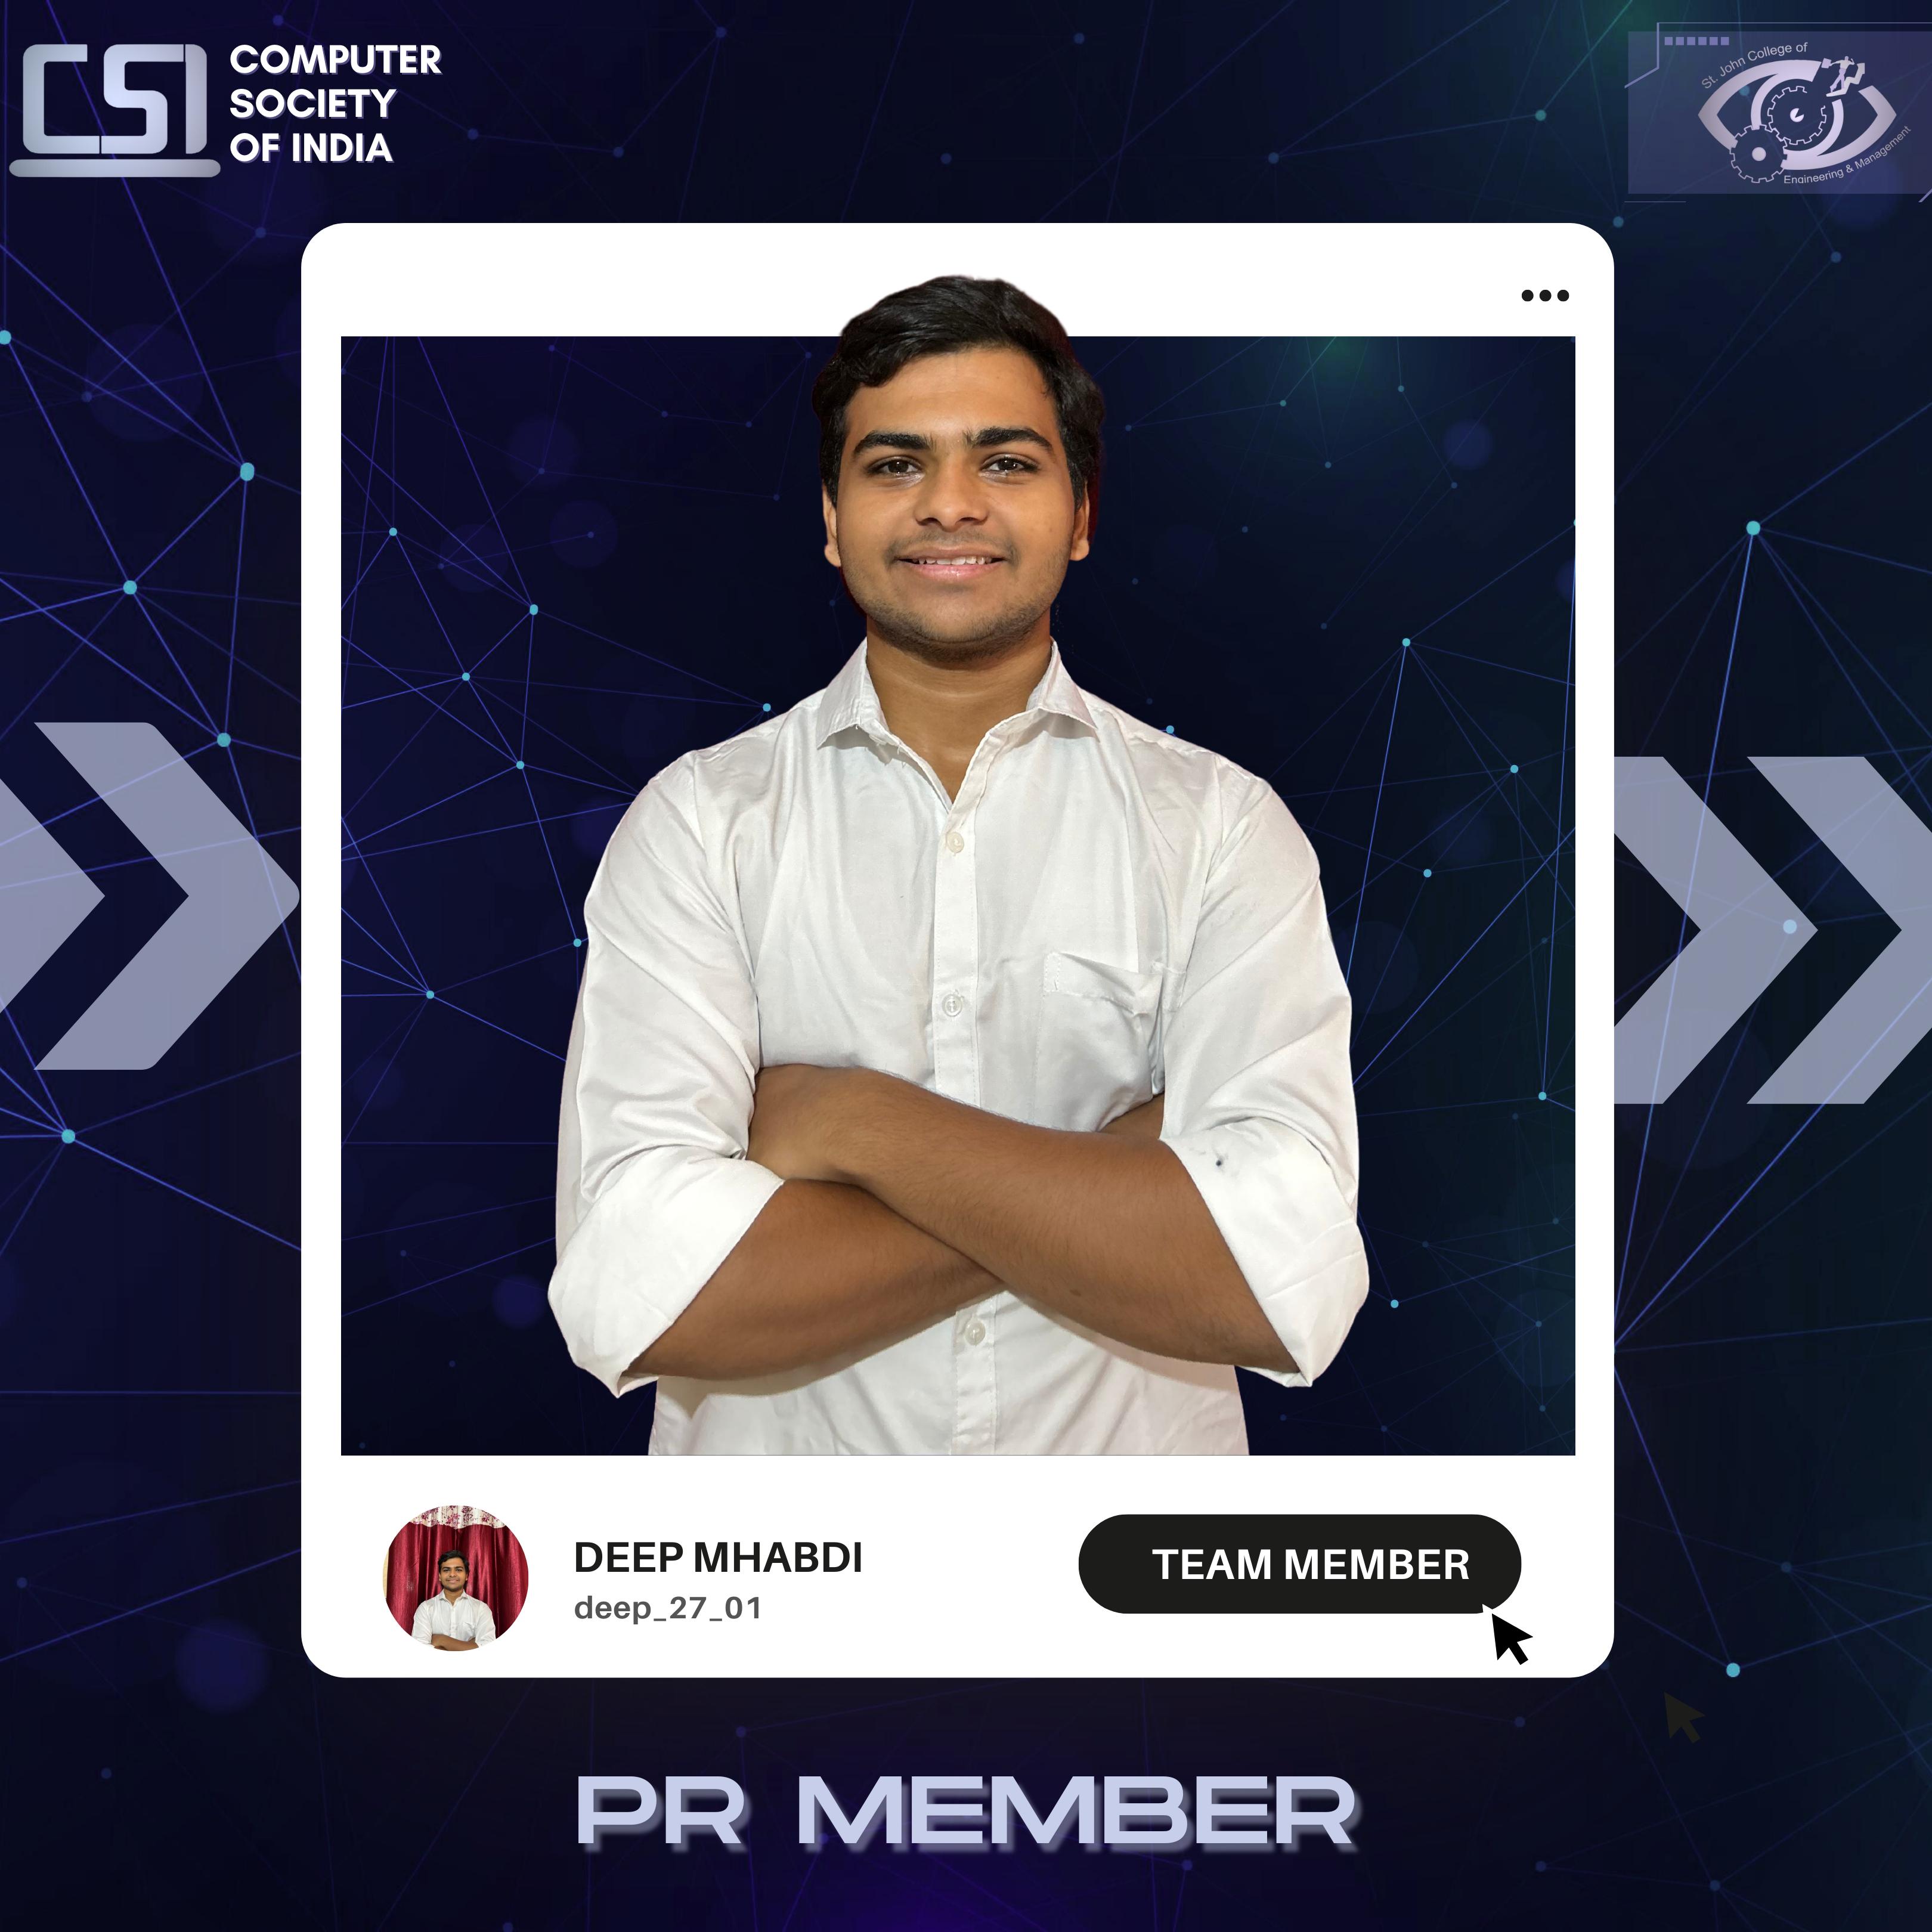 CSI
COMPUTER
SOCIETY
OF INDIA
St. John College of
Engineering & Management
DEEP MHABDI
deep_27_01
TEAM MEMBER
PR MEMBER